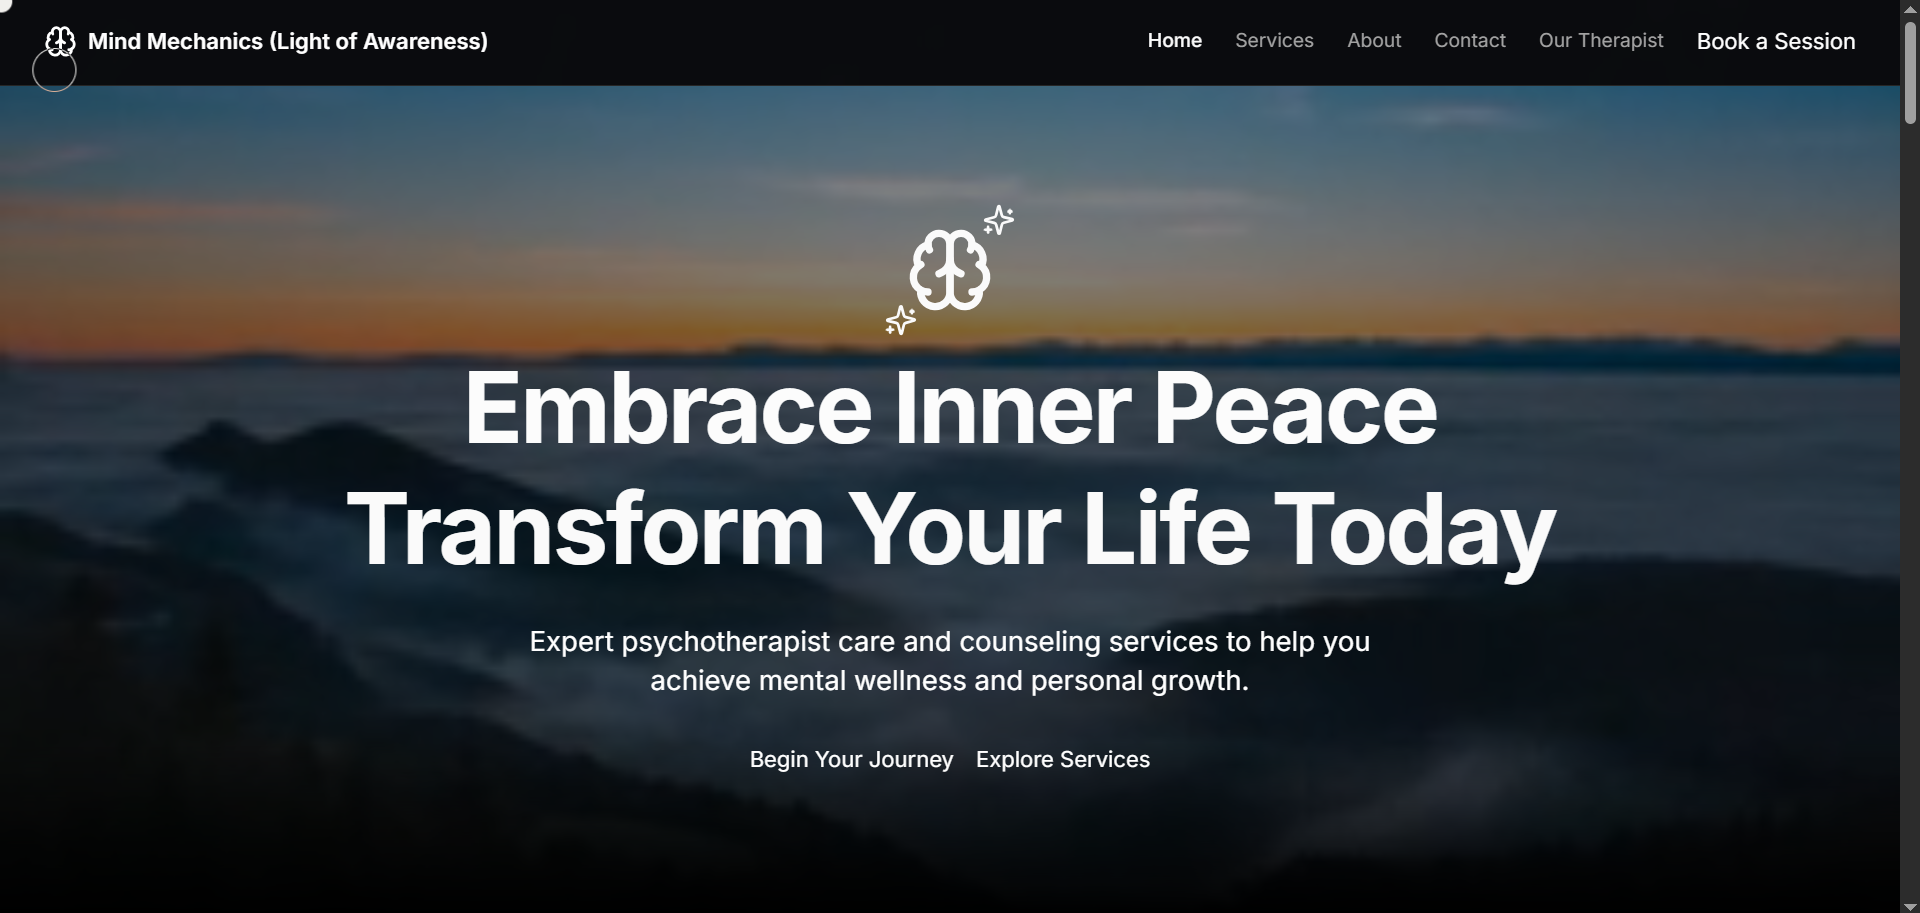 Mind Mechanics (Light of Awareness)
Home Services About Contact Our Therapist Book a Session
Embrace Inner Peace
Transform Your Life Today
Expert psychotherapist care and counseling services to help you
achieve mental wellness and personal growth.
Begin Your Journey Explore Services